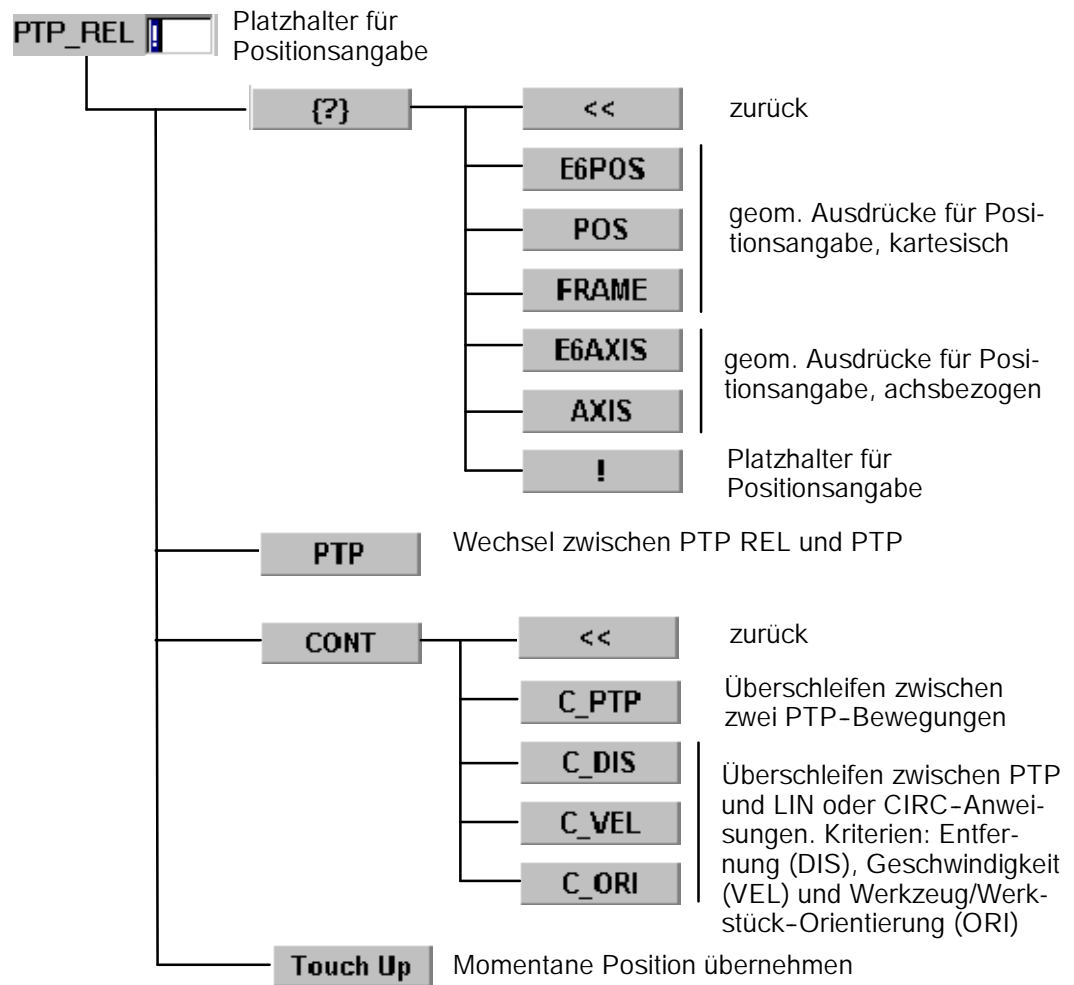 PTP_REL !
Platzhalter für
Positionsangabe
{?}
<<
zurück
E6POS
POS
FRAME
geom. Ausdrücke für Posi-
tionsangabe, kartesisch
E6AXIS
AXIS
geom. Ausdrücke für Posi-
tionsangabe, achsbezogen
!
Platzhalter für
Positionsangabe
PTP
Wechsel zwischen PTP REL und PTP
CONT
<<
zurück
C_PTP
Überschleifen zwischen
zwei PTP-Bewegungen
C_DIS
C_VEL
C_ORI
Überschleifen zwischen PTP
und LIN oder CIRC-Anwei-
sungen. Kriterien: Entfer-
nung (DIS), Geschwindigkeit
(VEL) und Werkzeug/Werk-
stück-Orientierung (ORI)
Touch Up
Momentane Position übernehmen